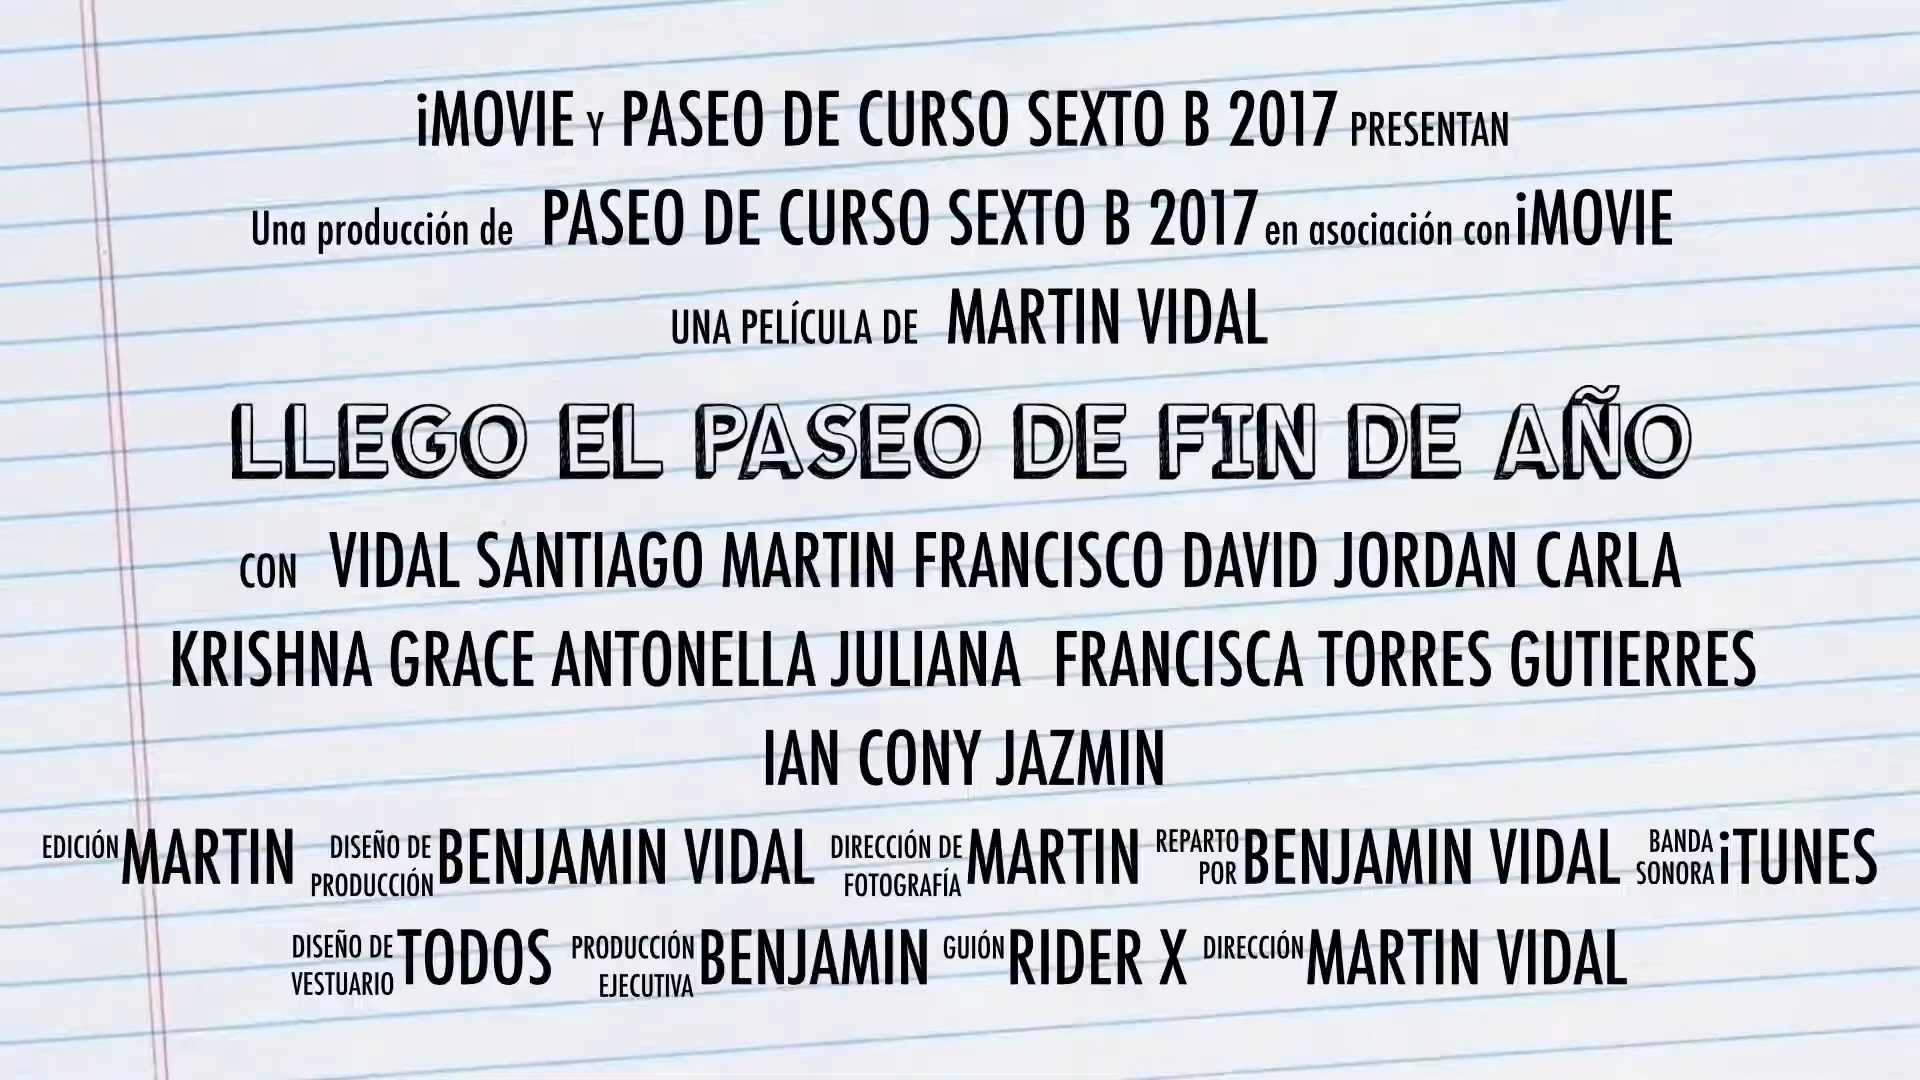 iMOVIE Y PASEO DE CURSO SEXTO B 2017 PRESENTAN
Una producción de PASEO DE CURSO SEXTO B 2017 en asociación con iMOVIE
UNA PELÍCULA DE MARTIN VIDAL
LLEGO EL PASEO DE FIN DE AÑO
CON VIDAL SANTIAGO MARTIN FRANCISCO DAVID JORDAN CARLA
KRISHNA GRACE ANTONELLA JULIANA FRANCISCA TORRES GUTIERRES
IAN CONY JAZMIN
EDICIÓN MARTIN DISEÑO DE PRODUCCIÓN BENJAMIN VIDAL DIRECCIÓN DE FOTOGRAFÍA MARTIN REPARTO POR BENJAMIN VIDAL BANDA SONORA iTUNES
DISEÑO DE VESTUARIO TODOS PRODUCCIÓN EJECUTIVA BENJAMIN GUIÓN RIDER X DIRECCIÓN MARTIN VIDAL